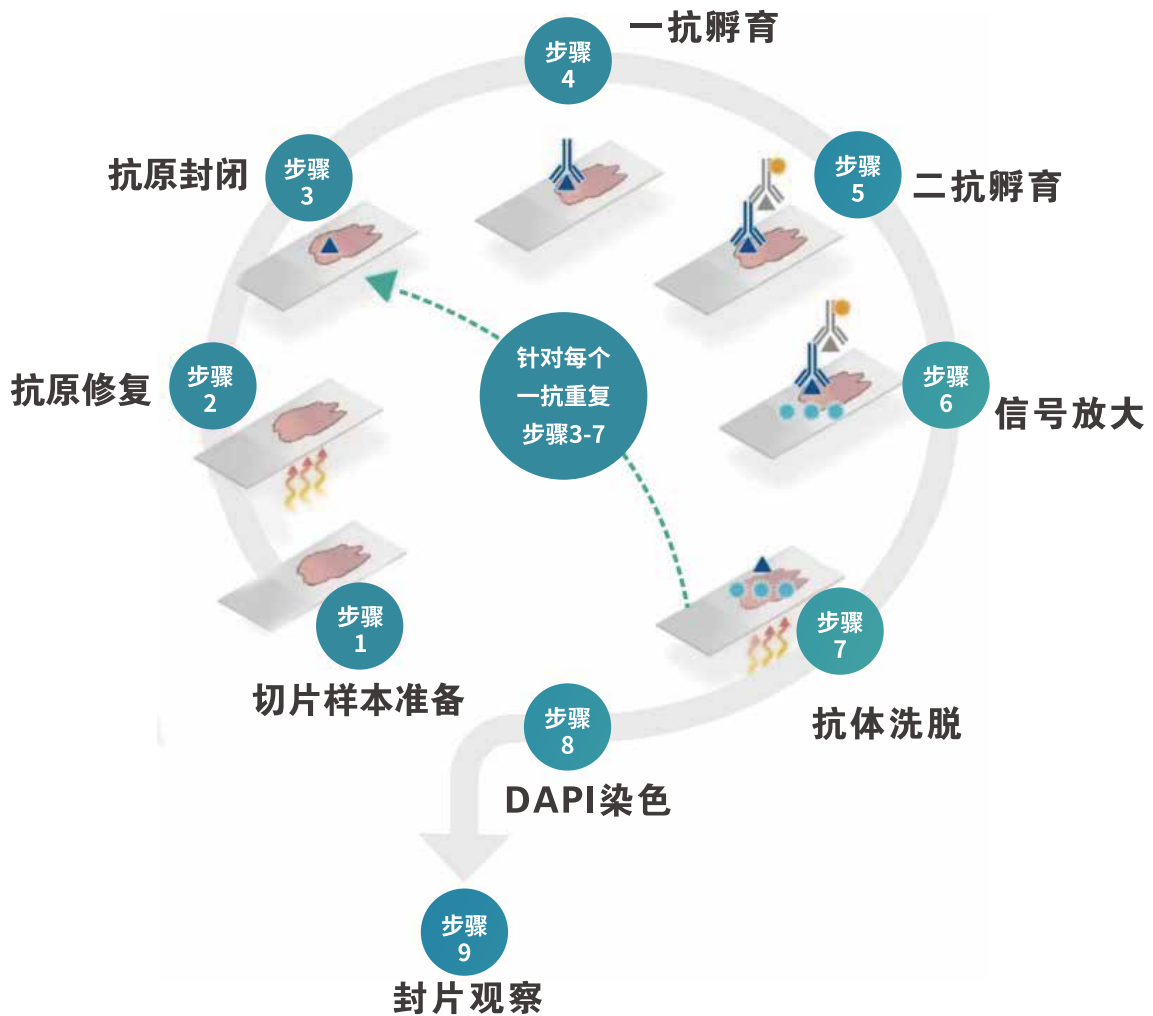 步骤
1
切片样本准备
步骤
2
抗原修复
步骤
3
抗原封闭
步骤
4
一抗孵育
步骤
5
二抗孵育
步骤
6
信号放大
步骤
7
抗体洗脱
针对每个
一抗重复
步骤3-7
步骤
8
DAPI染色
步骤
9
封片观察